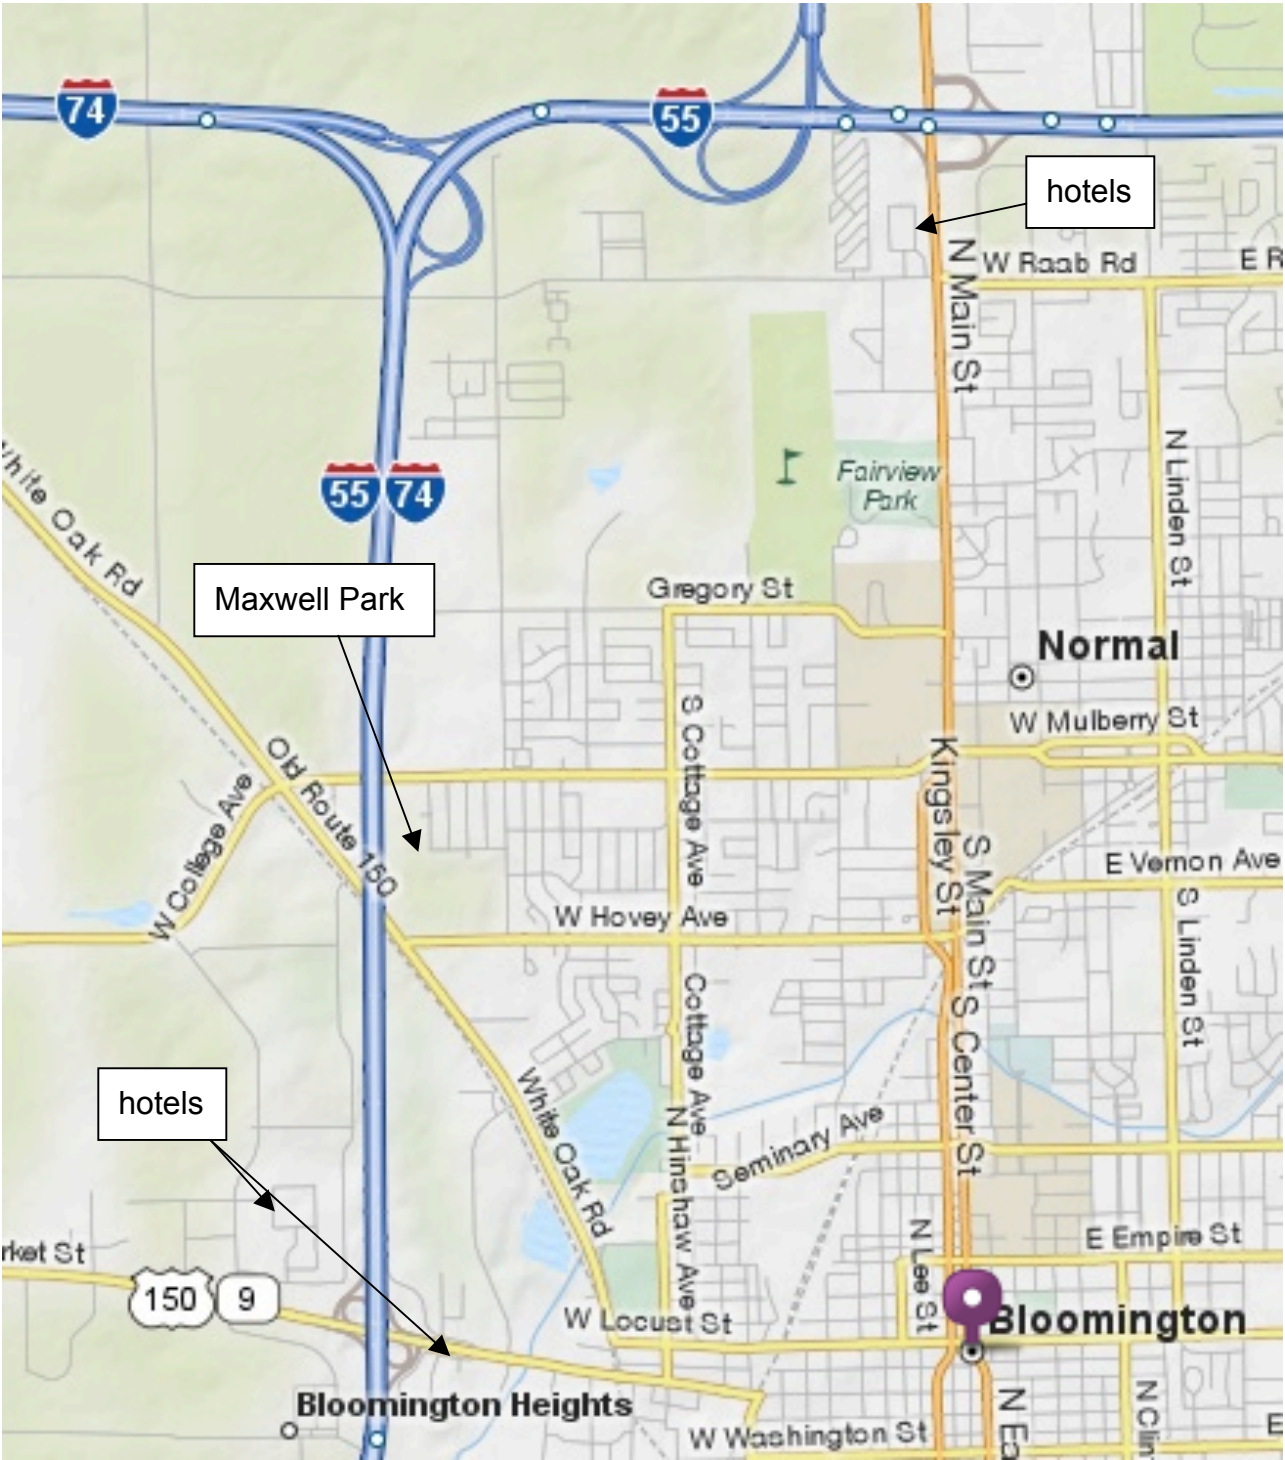 74
55
hotels
N Main St
W Raab Rd
White Oak Rd
55
74
Fairview
Park
N Linden St
Maxwell Park
Gregory St
Normal
W Mulberry St
S Cottage Ave
Kingsley St
Old Route 150
W College Ave
S Main St
E Vernon Ave
W Hovey Ave
S Linden St
Cottage Ave
S Center St
hotels
White Oak Rd
N Hinshaw Ave
Seminary Ave
rket St
150
9
N Lee St
E Empire St
W Locust St
Bloomington
Bloomington Heights
W Washington St
N Ea
N Clin
E R
E